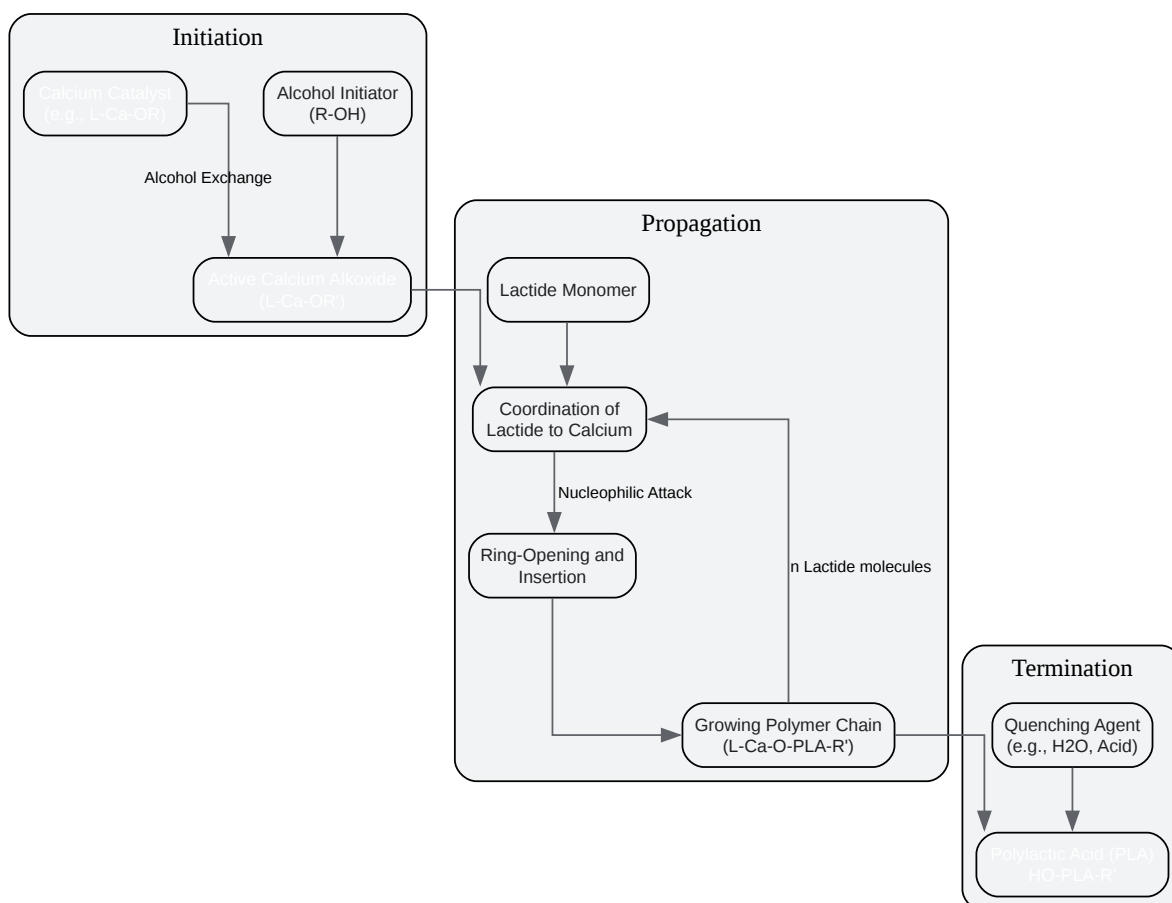 Initiation
Calcium Catalyst
(e.g., L-Ca-OR)
Alcohol Initiator
(R-OH)
Alcohol Exchange
Active Calcium Alkoxide
(L-Ca-OR')
Propagation
Lactide Monomer
Coordination of
Lactide to Calcium
Nucleophilic Attack
Ring-Opening and
Insertion
n Lactide molecules
Growing Polymer Chain
(L-Ca-O-PLA-R')
Termination
Quenching Agent
(e.g., H2O, Acid)
Polylactic Acid (PLA)
HO-PLA-R'